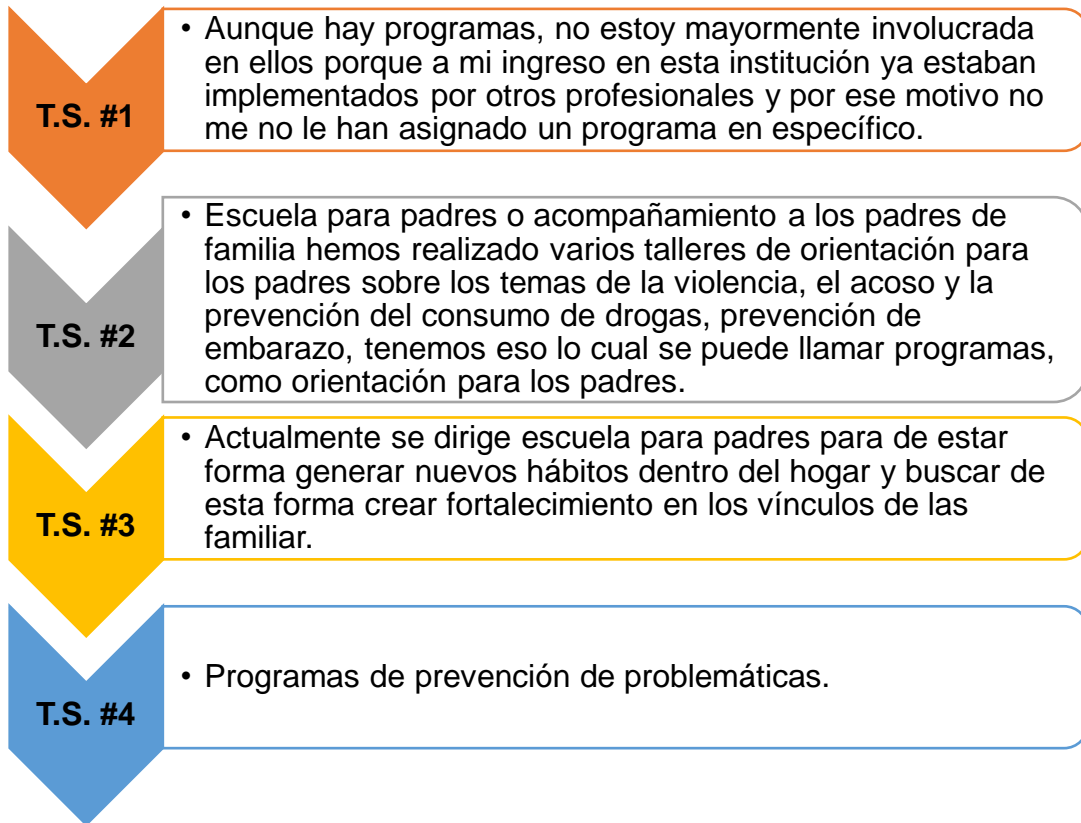 T.S. #1
• Aunque hay programas, no estoy mayormente involucrada
en ellos porque a mi ingreso en esta institución ya estaban
implementados por otros profesionales y por ese motivo no
me no le han asignado un programa en específico.
T.S. #2
• Escuela para padres o acompañamiento a los padres de
familia hemos realizado varios talleres de orientación para
los padres sobre los temas de la violencia, el acoso y la
prevención del consumo de drogas, prevención de
embarazo, tenemos eso lo cual se puede llamar programas,
como orientación para los padres.
T.S. #3
• Actualmente se dirige escuela para padres para de estar
forma generar nuevos hábitos dentro del hogar y buscar de
esta forma crear fortalecimiento en los vínculos de las
familiar.
T.S. #4
• Programas de prevención de problemáticas.